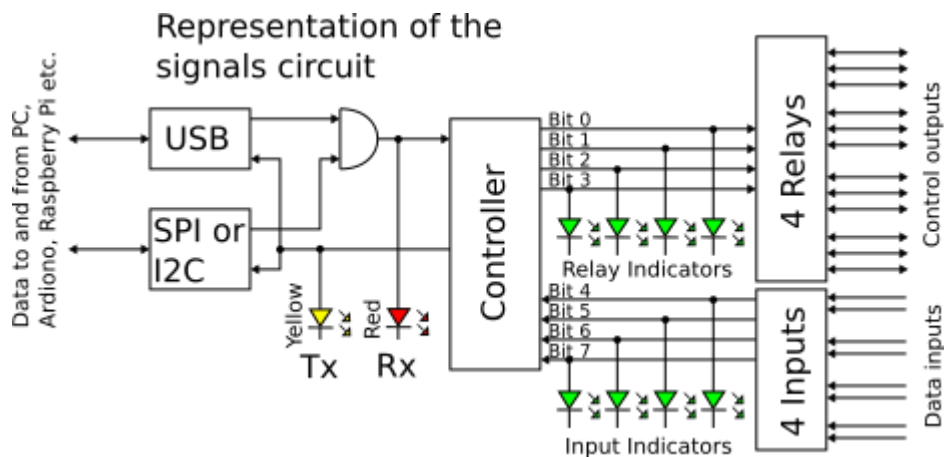 Representation of the
signals circuit
Data to and from PC,
Ardiono, Raspberry Pi etc.
USB
SPI or
I2C
Yellow
Tx
Red
Rx
Controller
Bit 0
Bit 1
Bit 2
Bit 3
Relay Indicators
4 Relays
Control outputs
Bit 4
Bit 5
Bit 6
Bit 7
Input Indicators
4 Inputs
Data inputs